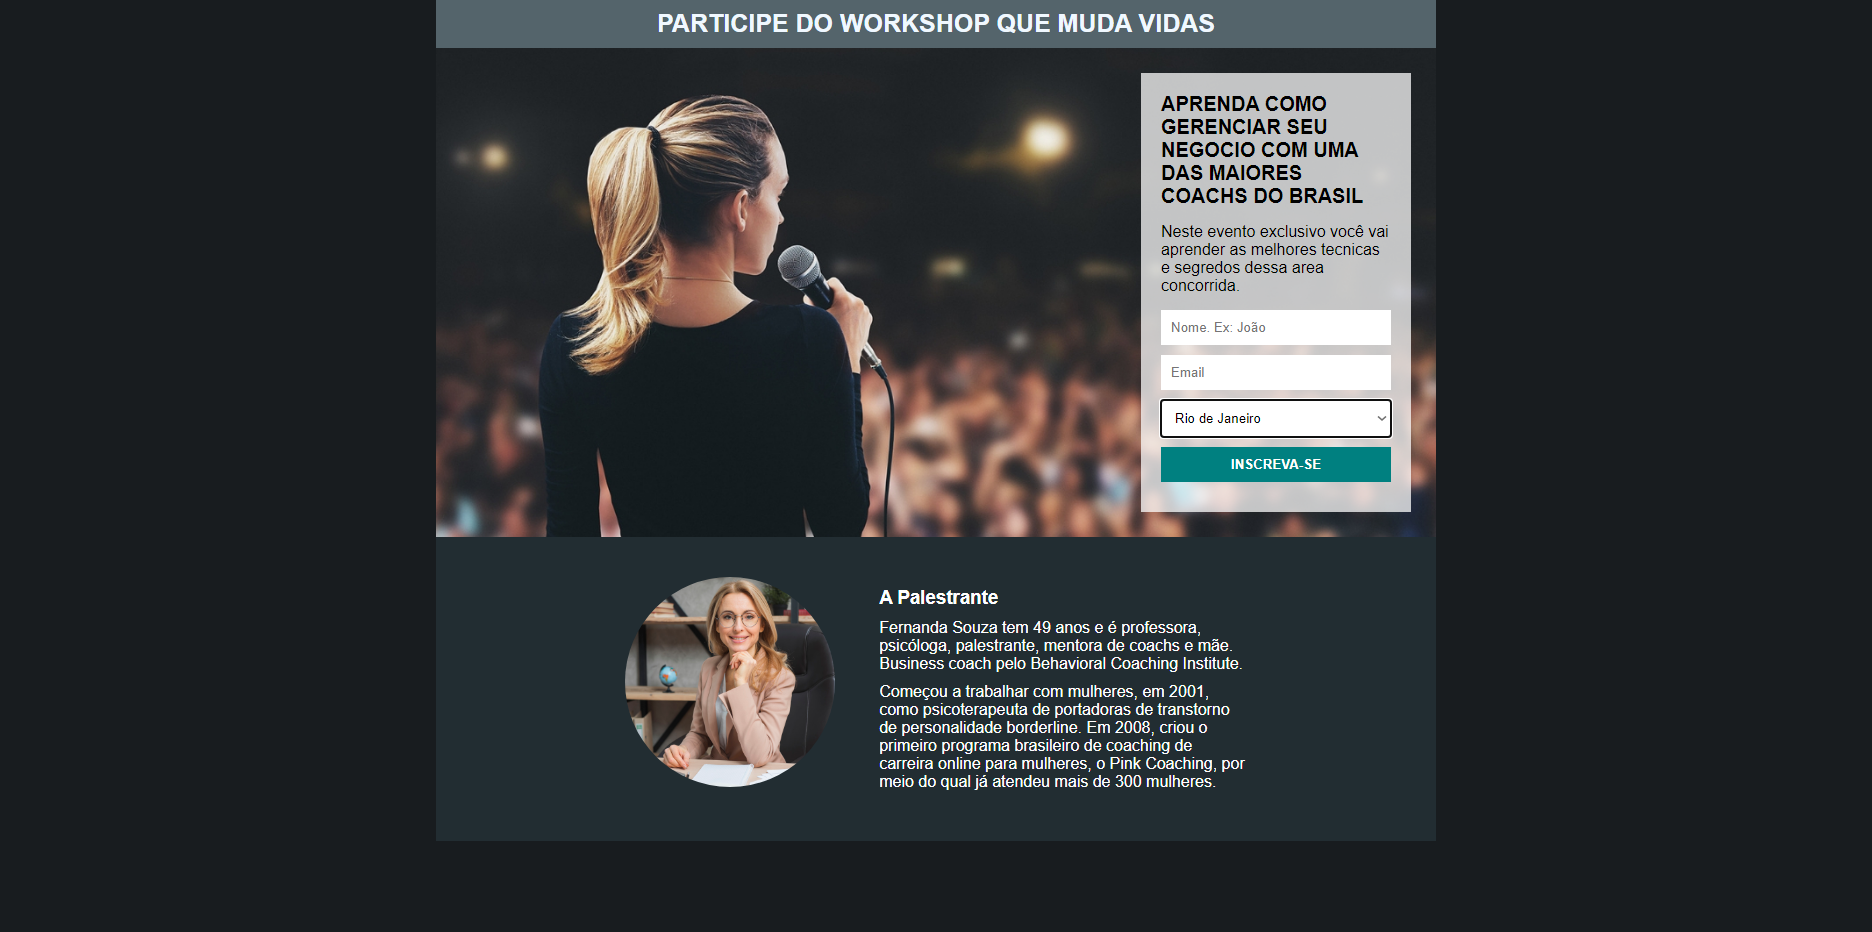 PARTICIPE DO WORKSHOP QUE MUDA VIDAS
APRENDA COMO
GERENCIAR SEU
NEGOCIO COM UMA
DAS MAIORES
COACHS DO BRASIL
Neste evento exclusivo você vai
aprender as melhores tecnicas
e segredos dessa area
concorrida.
Nome. Ex: João
Email
Rio de Janeiro
INSCREVA-SE
A Palestrante
Fernanda Souza tem 49 anos e é professora,
psicóloga, palestrante, mentora de coachs e mãe.
Business coach pelo Behavioral Coaching Institute.
Começou a trabalhar com mulheres, em 2001,
como psicoterapeuta de portadoras de transtorno
de personalidade borderline. Em 2008, criou o
primeiro programa brasileiro de coaching de
carreira online para mulheres, o Pink Coaching, por
meio do qual já atendeu mais de 300 mulheres.